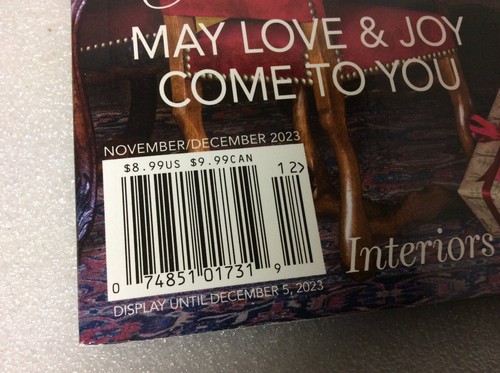 MAY LOVE & JOY
COME TO YOU
NOVEMBER/DECEMBER 2023
$8.99US $9.99CAN
12>
0 74851 01731 9
DISPLAY UNTIL DECEMBER 5, 2023
Interiors